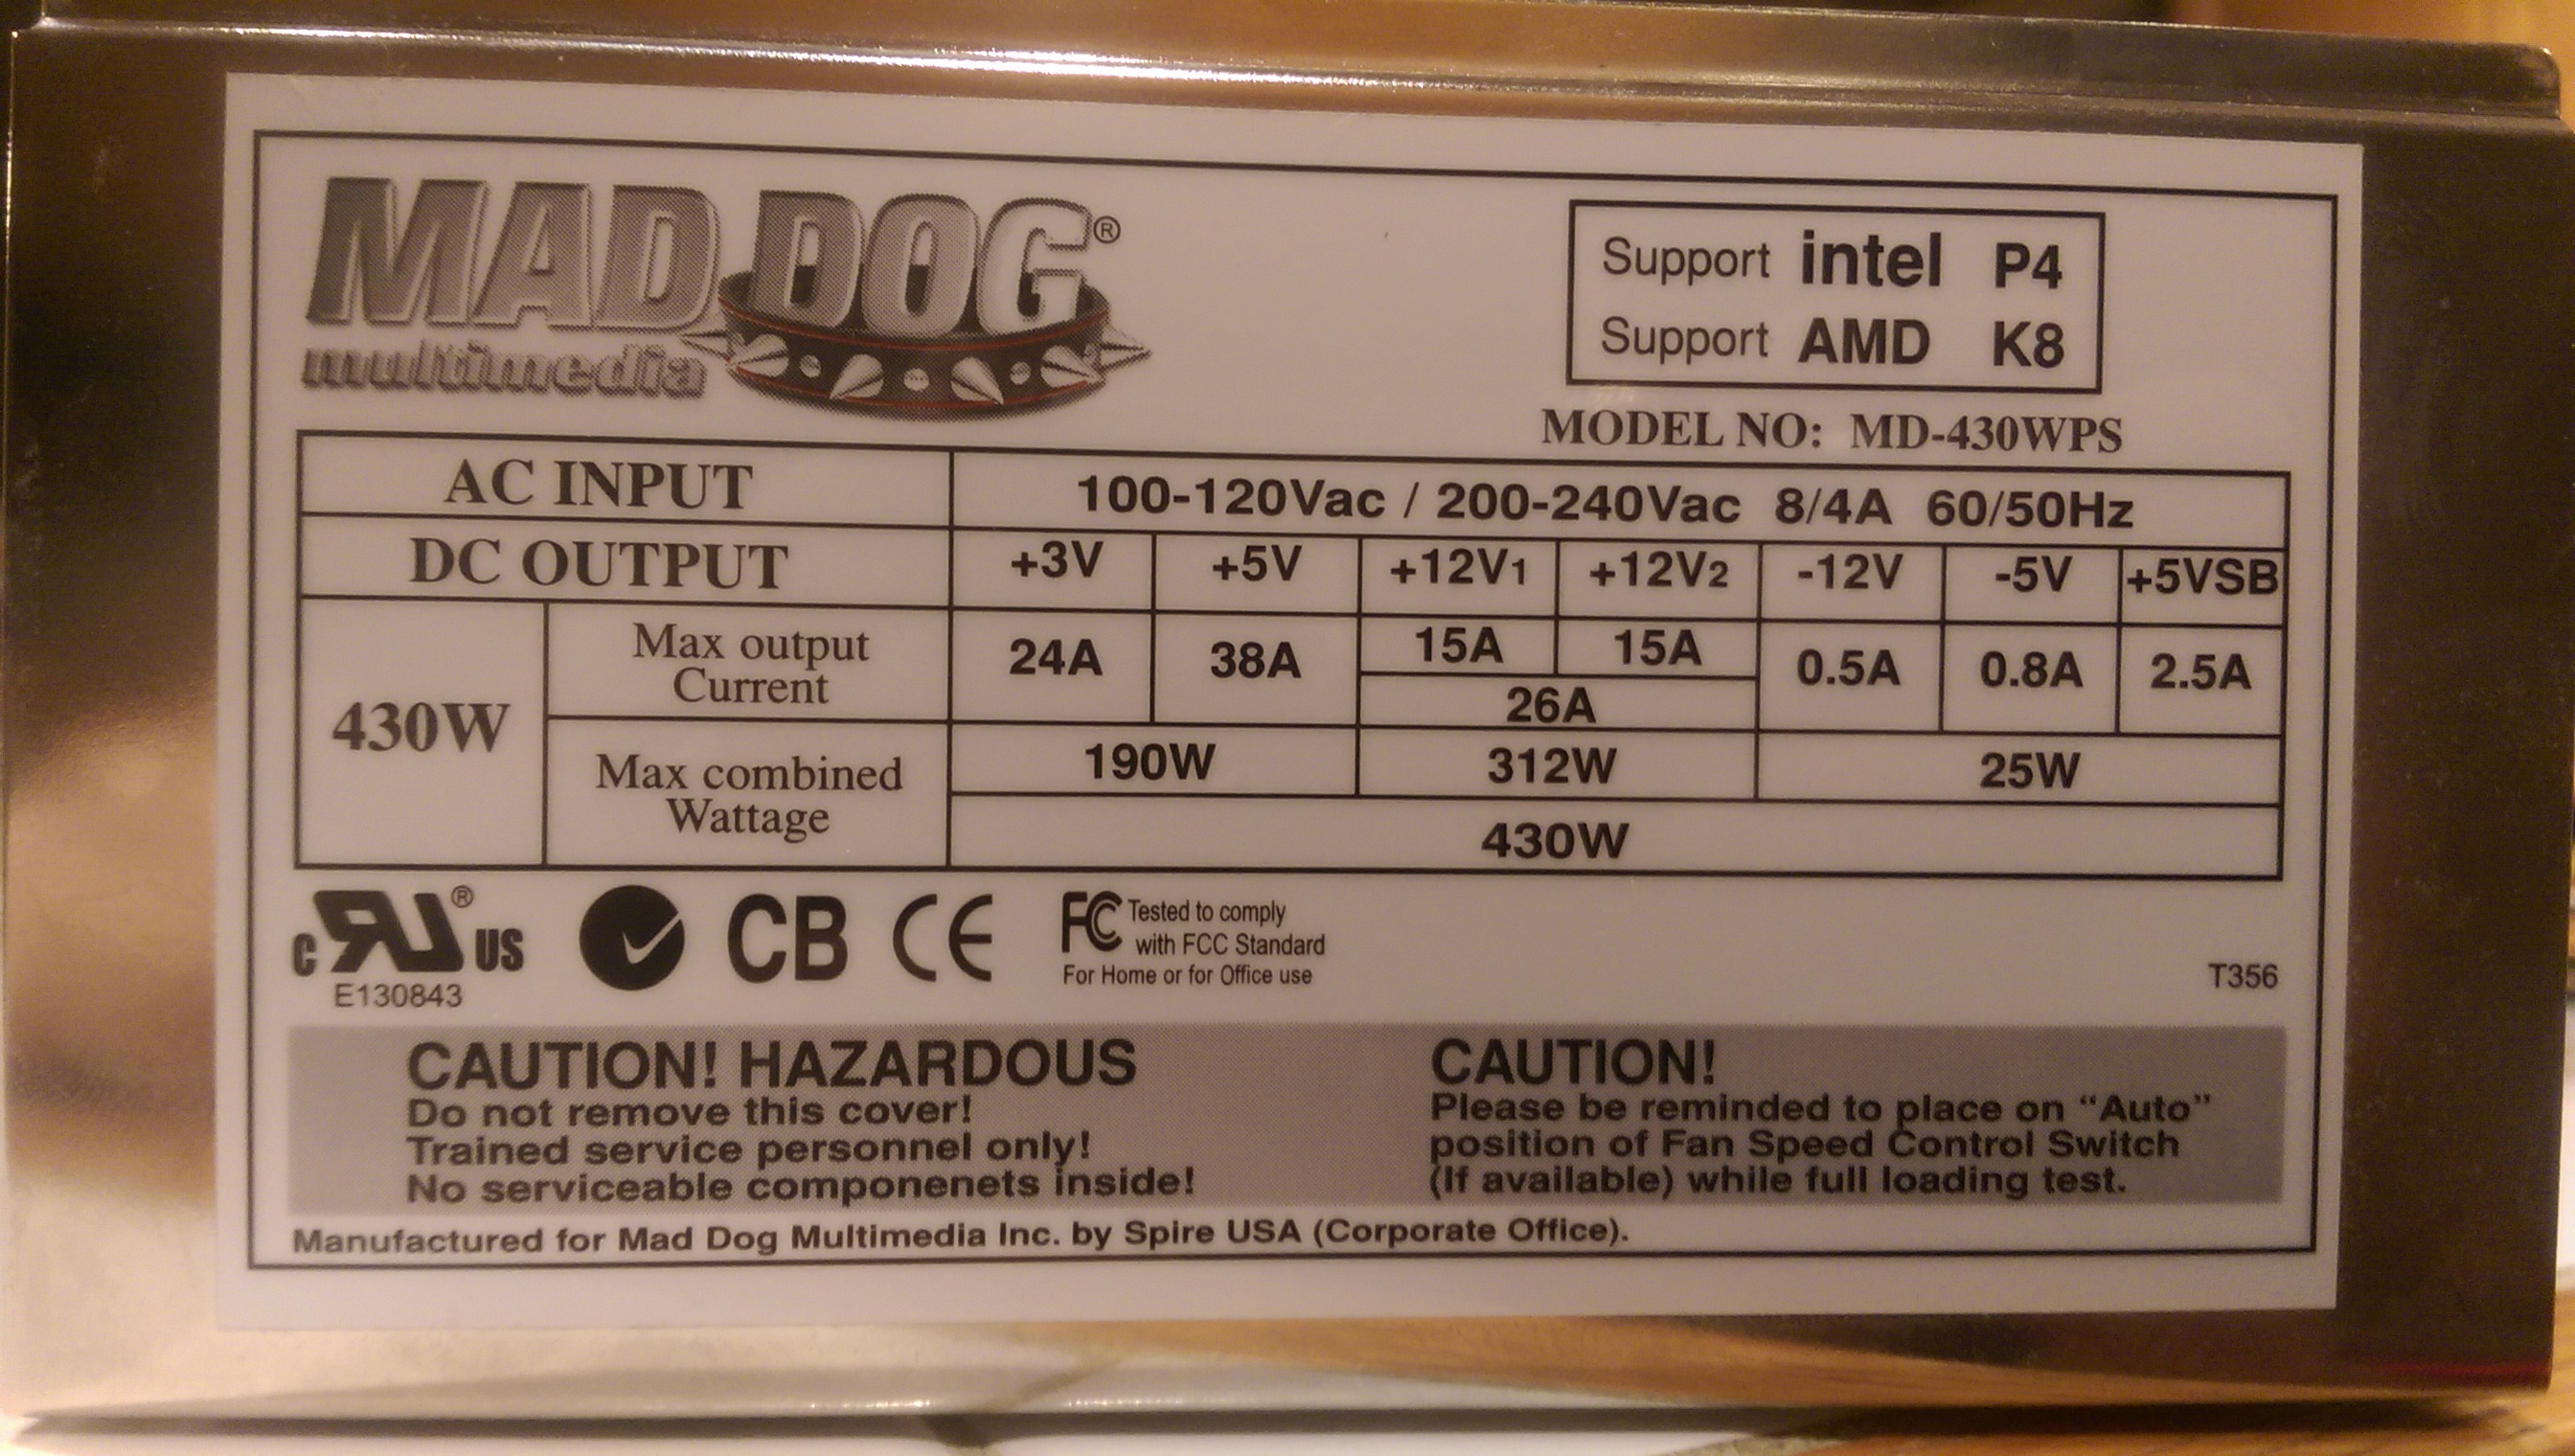 MAD DOG®
multimedia
Support intel P4
Support AMD K8
MODEL NO: MD-430WPS
AC INPUT 100-120Vac / 200-240Vac 8/4A 60/50Hz
DC OUTPUT +3V +5V +12V1 +12V2 -12V -5V +5VSB
430W
Max output
Current
24A 38A 15A 15A 0.5A 0.8A 2.5A
26A
Max combined
Wattage
190W 312W 25W
430W
c RU® US
E130843
CB CE
FC Tested to comply
with FCC Standard
For Home or for Office use
T356
CAUTION! HAZARDOUS
Do not remove this cover!
Trained service personnel only!
No serviceable componenets inside!
CAUTION!
Please be reminded to place on “Auto”
position of Fan Speed Control Switch
(If available) while full loading test.
Manufactured for Mad Dog Multimedia Inc. by Spire USA (Corporate Office).